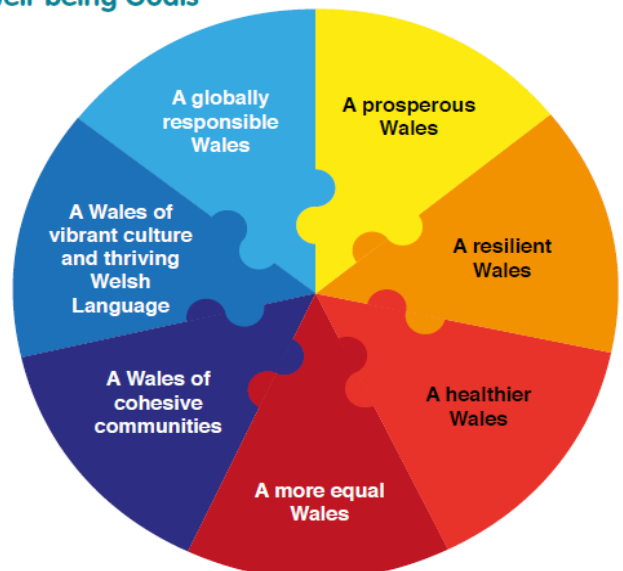 Goals
A prosperous
Wales
A resilient
Wales
A healthier
Wales
A more equal
Wales
A Wales of
cohesive
communities
A Wales of
vibrant culture
and thriving
Welsh
Language
A globally
responsible
Wales